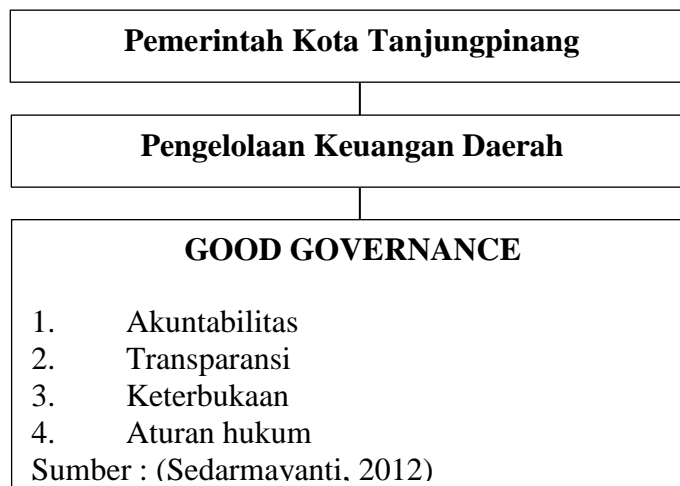 Pemerintah Kota Tanjungpinang
Pengelolaan Keuangan Daerah
GOOD GOVERNANCE
1. Akuntabilitas
2. Transparansi
3. Keterbukaan
4. Aturan hukum
Sumber : (Sedarmayanti, 2012)